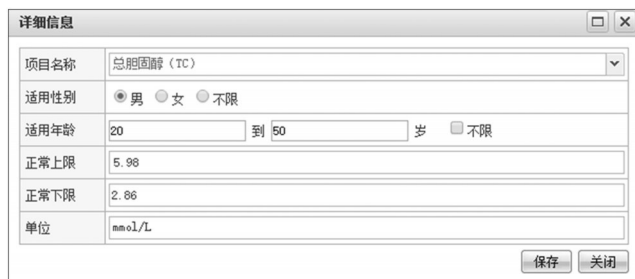 详细信息
项目名称 总胆固醇（TC）
适用性别 男 女 不限
适用年龄 20 到 50 岁 不限
正常上限 5.98
正常下限 2.86
单位 mmol/L
保存 关闭